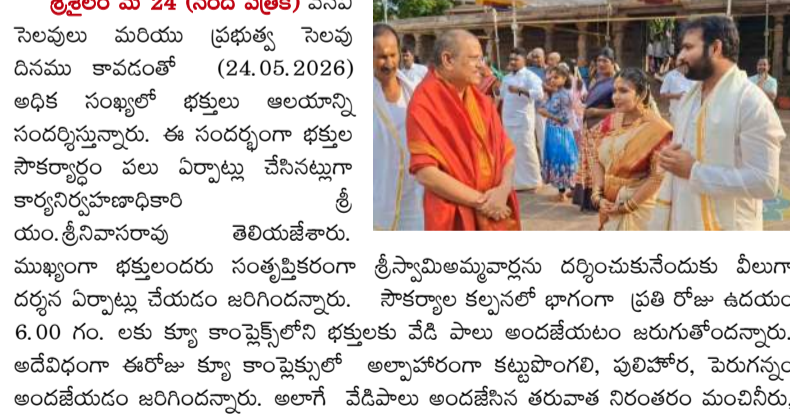 శ్రీశైలం మే 24 (నంది పత్రిక) వేసవి
సెలవులు మరియు ప్రభుత్వ సెలవు
దినము కావడంతో (24.05.2026)
అధిక సంఖ్యలో భక్తులు ఆలయాన్ని
సందర్శిస్తున్నారు. ఈ సందర్భంగా భక్తుల
సౌకర్యార్థం పలు ఏర్పాట్లు చేసినట్లుగా
కార్యనిర్వహణాధికారి శ్రీ
యం.శ్రీనివాసరావు తెలియజేశారు.
ముఖ్యంగా భక్తులందరు సంతృప్తికరంగా శ్రీస్వామిఅమ్మవార్లను దర్శించుకునేందుకు వీలుగా
దర్శన ఏర్పాట్లు చేయడం జరిగిందన్నారు. సౌకర్యాల కల్పనలో భాగంగా ప్రతి రోజు ఉదయం
6.00 గం. లకు క్యూ కాంప్లెక్స్‌లోని భక్తులకు వేడి పాలు అందజేయటం జరుగుతోందన్నారు.
అదేవిధంగా ఈరోజు క్యూ కాంప్లెక్సులో అల్పాహారంగా కట్టుపొంగలి, పులిహోర, పెరుగన్నం
అందజేయడం జరిగిందన్నారు. అలాగే వేడిపాలు అందజేసిన తరువాత నిరంతరం మంచినీరు,